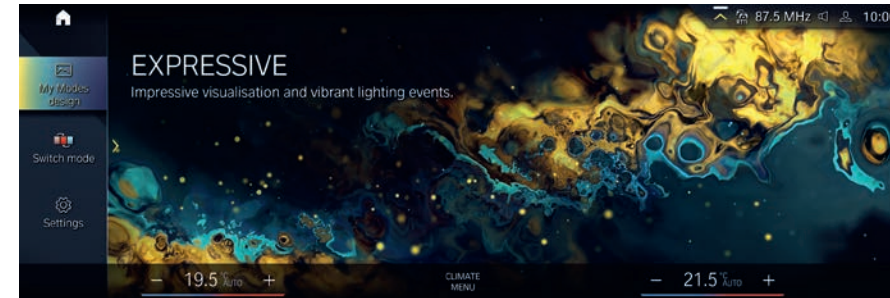 87.5 MHz
10:0
EXPRESSIVE
Impressive visualisation and vibrant lighting events.
My Modes
design
Switch mode
Settings
− 19.5 °C AUTO +
CLIMATE
MENU
− 21.5 °C AUTO +